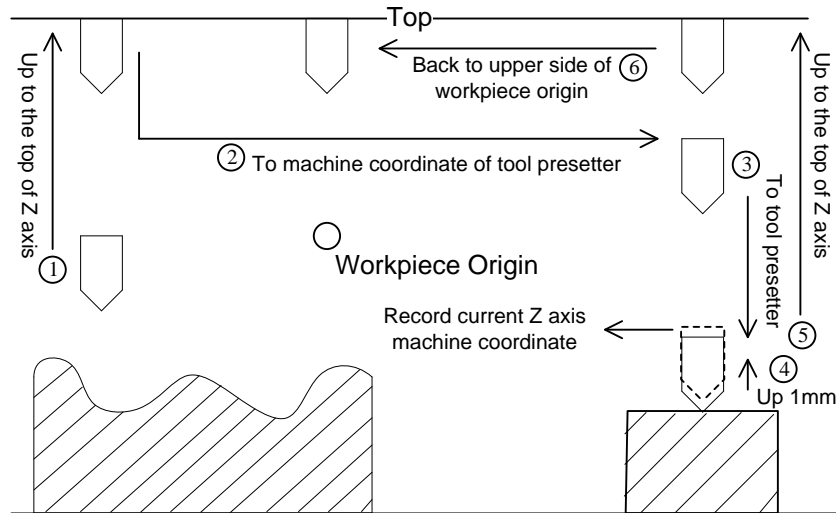 Top
Up to the top of Z axis
①
Back to upper side of ⑥
workpiece origin
② To machine coordinate of tool presetter
③
To tool presetter
Up to the top of Z axis
Workpiece Origin
Record current Z axis
machine coordinate
⑤
④
Up 1mm